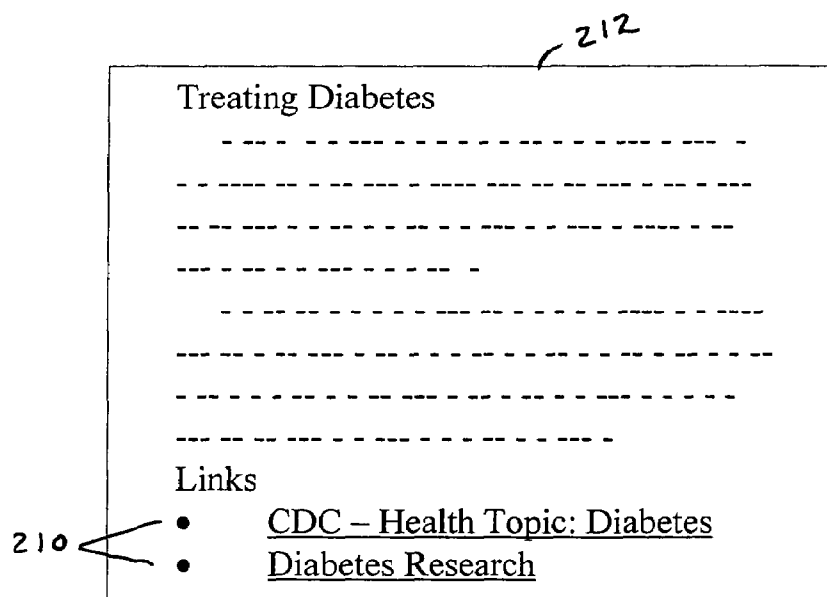 212
Treating Diabetes
Links
210
• CDC – Health Topic: Diabetes
• Diabetes Research